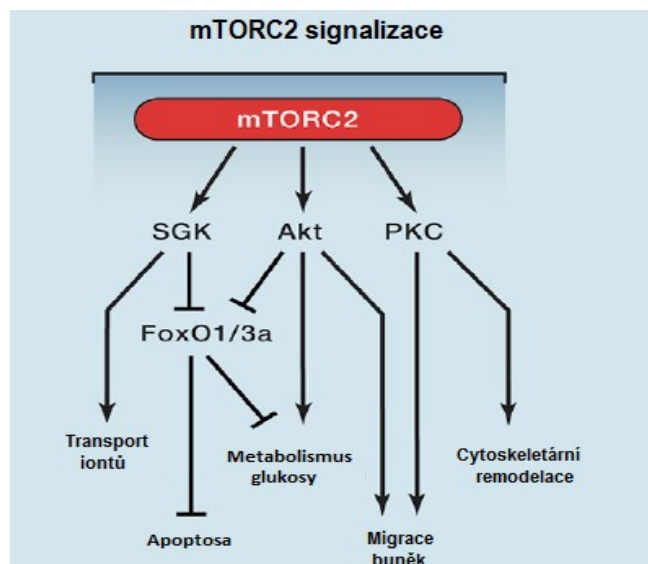 mTORC2 signalizace
mTORC2
SGK
Akt
PKC
FoxO1/3a
Transport
iontů
Metabolismus
glukosy
Cytoskeletární
remodelace
Apoptosa
Migrace
buněk